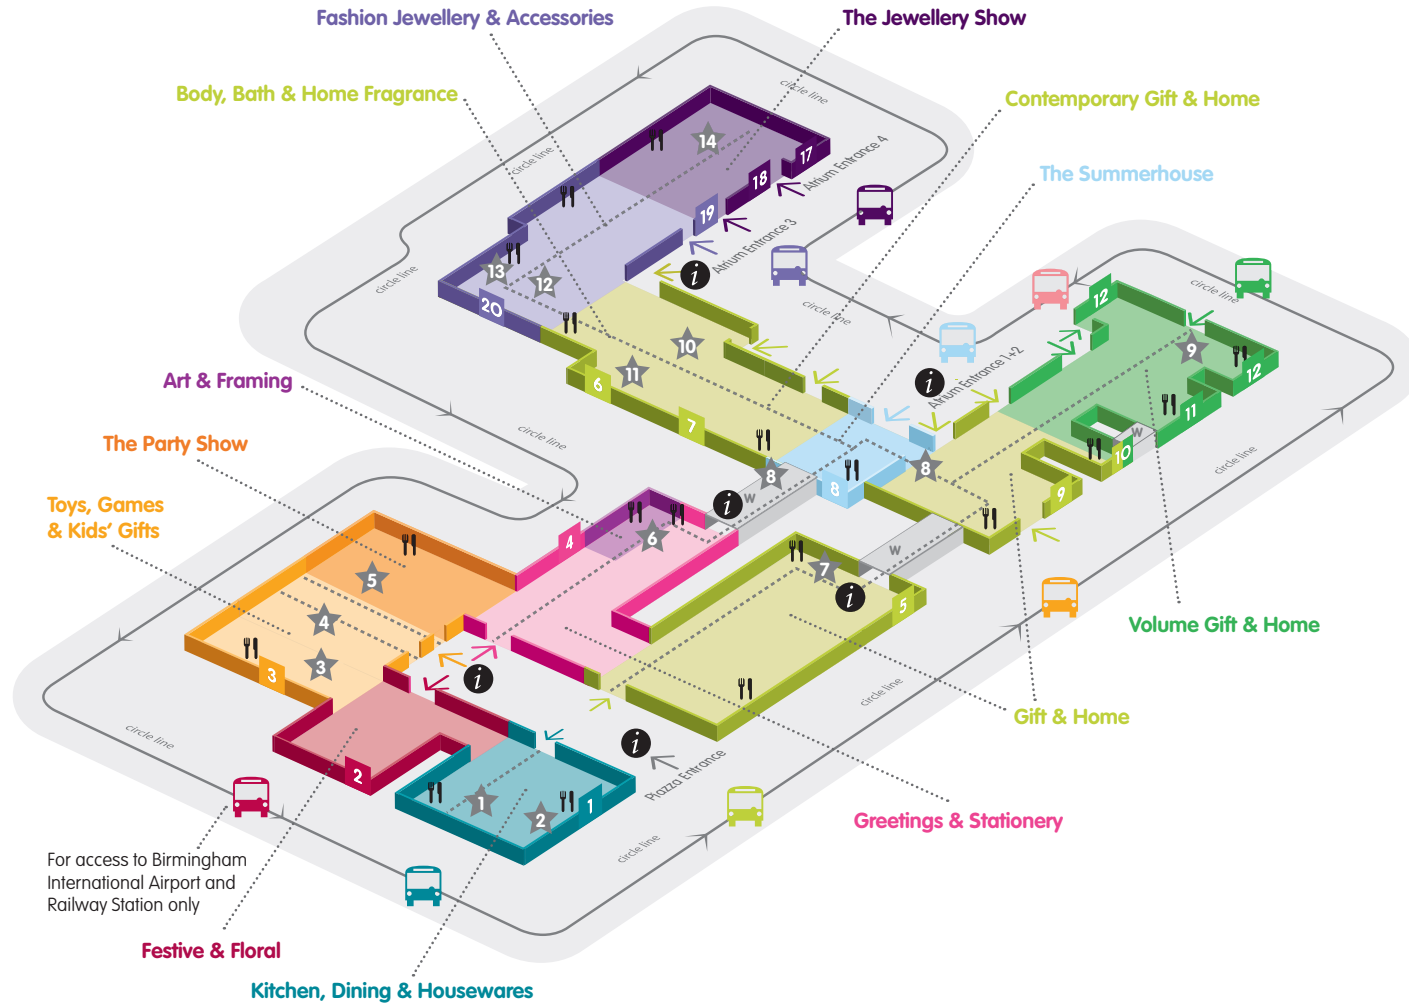 Fashion Jewellery & Accessories
The Jewellery Show
Body, Bath & Home Fragrance
Contemporary Gift & Home
The Summerhouse
circle line
circle line
14
17
Atrium Entrance 4
18
19
Atrium Entrance 3
i
13
12
20
circle line
circle line
circle line
12
9
12
11
10
W
10
11
6
7
i
Atrium Entrance 1+2
Art & Framing
circle line
8
8
8
9
The Party Show
Toys, Games
& Kids' Gifts
i
W
4
6
5
7
W
i
5
4
3
3
i
circle line
Volume Gift & Home
circle line
Gift & Home
circle line
2
i
Piazza Entrance
1
2
1
Greetings & Stationery
circle line
For access to Birmingham
International Airport and
Railway Station only
Festive & Floral
Kitchen, Dining & Housewares